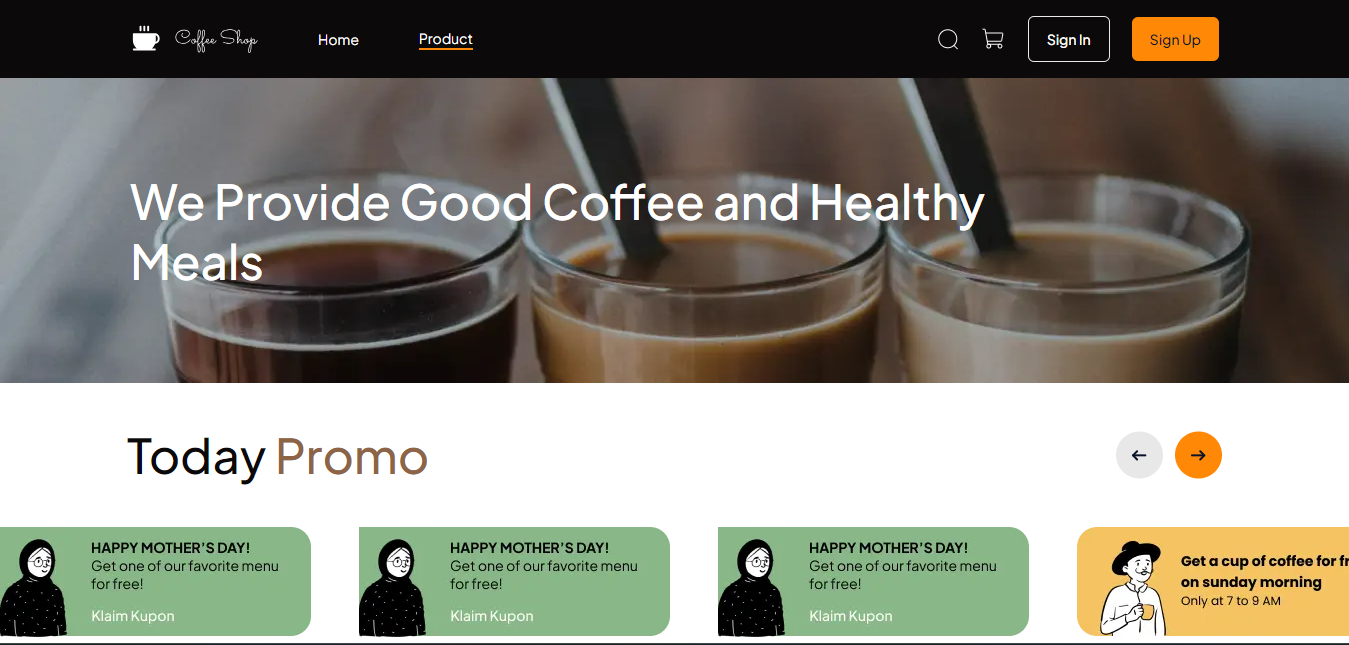 Coffee Shop
Home
Product
Sign In
Sign Up
We Provide Good Coffee and Healthy
Meals
Today Promo
HAPPY MOTHER’S DAY!
Get one of our favorite menu
for free!
Klaim Kupon
HAPPY MOTHER’S DAY!
Get one of our favorite menu
for free!
Klaim Kupon
HAPPY MOTHER’S DAY!
Get one of our favorite menu
for free!
Klaim Kupon
Get a cup of coffee for
on sunday morning
Only at 7 to 9 AM